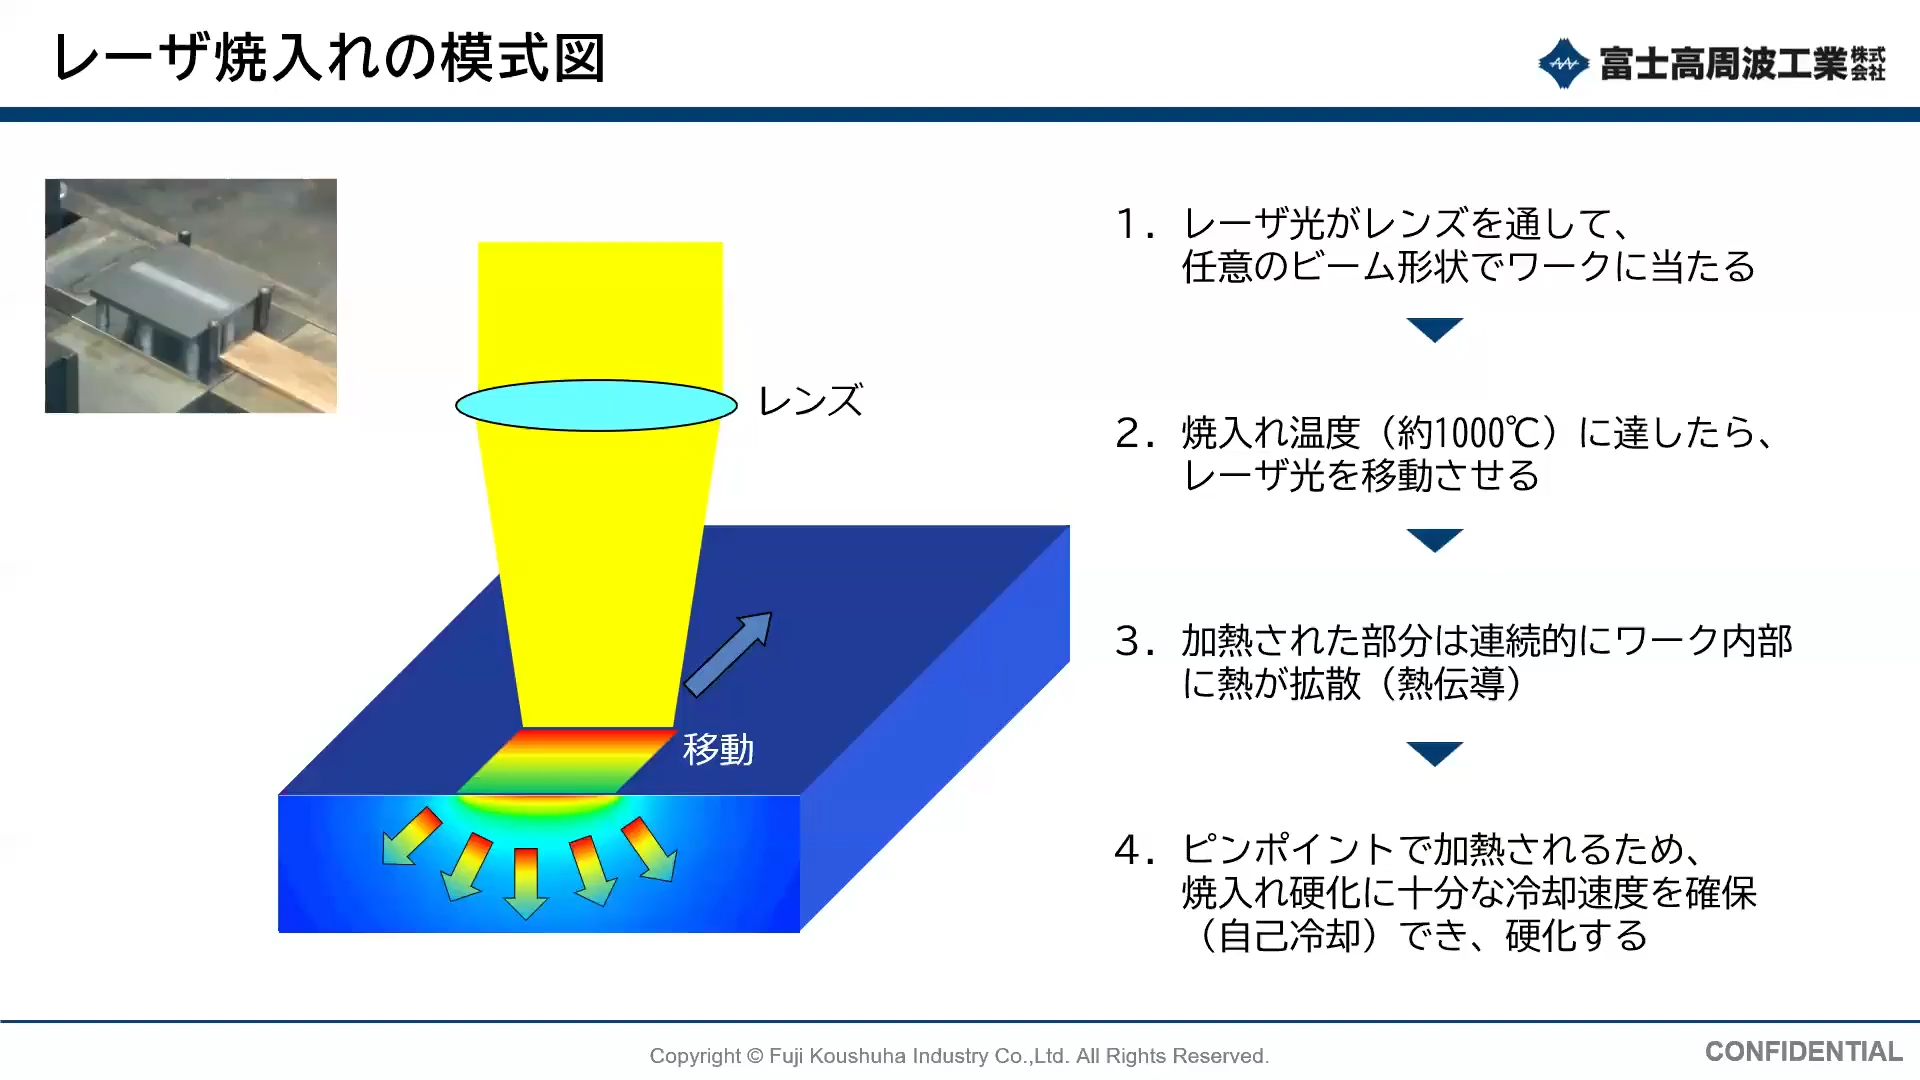 レーザ焼入れの模式図
富士高周波工業株式会社
レンズ
移動
1. レーザ光がレンズを通して、
任意のビーム形状でワークに当たる
2. 焼入れ温度（約1000℃）に達したら、
レーザ光を移動させる
3. 加熱された部分は連続的にワーク内部
に熱が拡散（熱伝導）
4. ピンポイントで加熱されるため、
焼入れ硬化に十分な冷却速度を確保
（自己冷却）でき、硬化する
Copyright © Fuji Koushuha Industry Co.,Ltd. All Rights Reserved.
CONFIDENTIAL